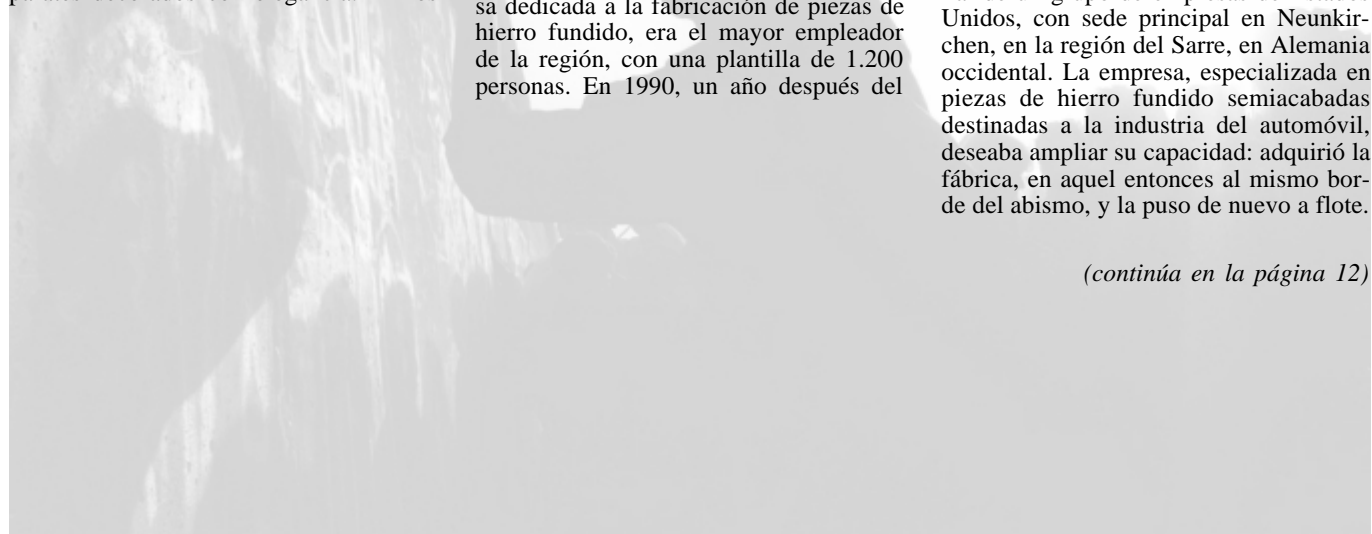 sa dedicada a la fabricación de piezas de
hierro fundido, era el mayor empleador
de la región, con una plantilla de 1.200
personas. En 1990, un año después del
Unidos, con sede principal en Neunkir-
chen, en la región del Sarre, en Alemania
occidental. La empresa, especializada en
piezas de hierro fundido semiacabadas
destinadas a la industria del automóvil,
deseaba ampliar su capacidad: adquirió la
fábrica, en aquel entonces al mismo bor-
de del abismo, y la puso de nuevo a flote.
(continúa en la página 12)